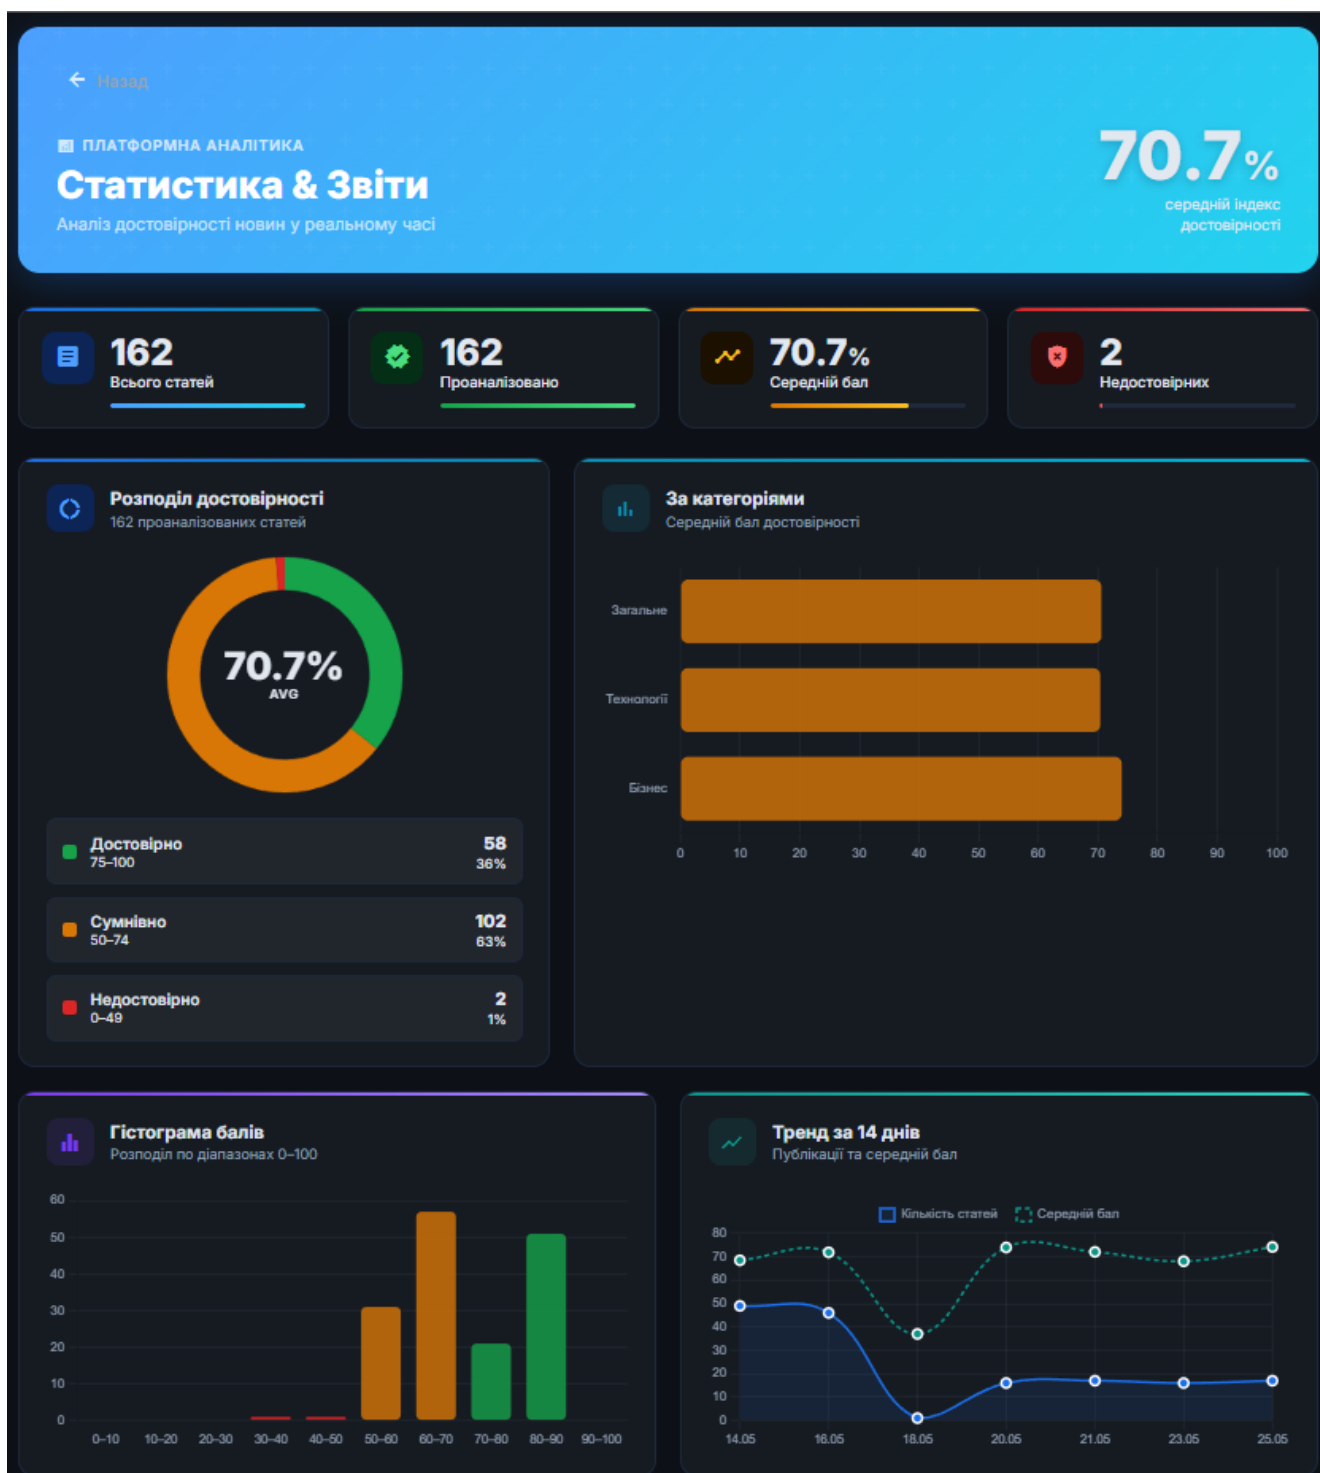 Назад
ПЛАТФОРМНА АНАЛІТИКА
Статистика & Звіти
Аналіз достовірності новин у реальному часі
70.7%
середній індекс
достовірності
162
Всього статей
162
Проаналізовано
70.7%
Середній бал
2
Недостовірних
Розподіл достовірності
162 проаналізованих статей
70.7%
AVG
Достовірно
75–100
58
36%
Сумнівно
50–74
102
63%
Недостовірно
0–49
2
1%
За категоріями
Середній бал достовірності
Загальне
Технології
Бізнес
0 10 20 30 40 50 60 70 80 90 100
Гістограма балів
Розподіл по діапазонах 0–100
60
50
40
30
20
10
0
0–10 10–20 20–30 30–40 40–50 50–60 60–70 70–80 80–90 90–100
Тренд за 14 днів
Публікації та середній бал
Кількість статей Середній бал
80
70
60
50
40
30
20
10
0
14.05 16.05 18.05 20.05 21.05 23.05 25.05